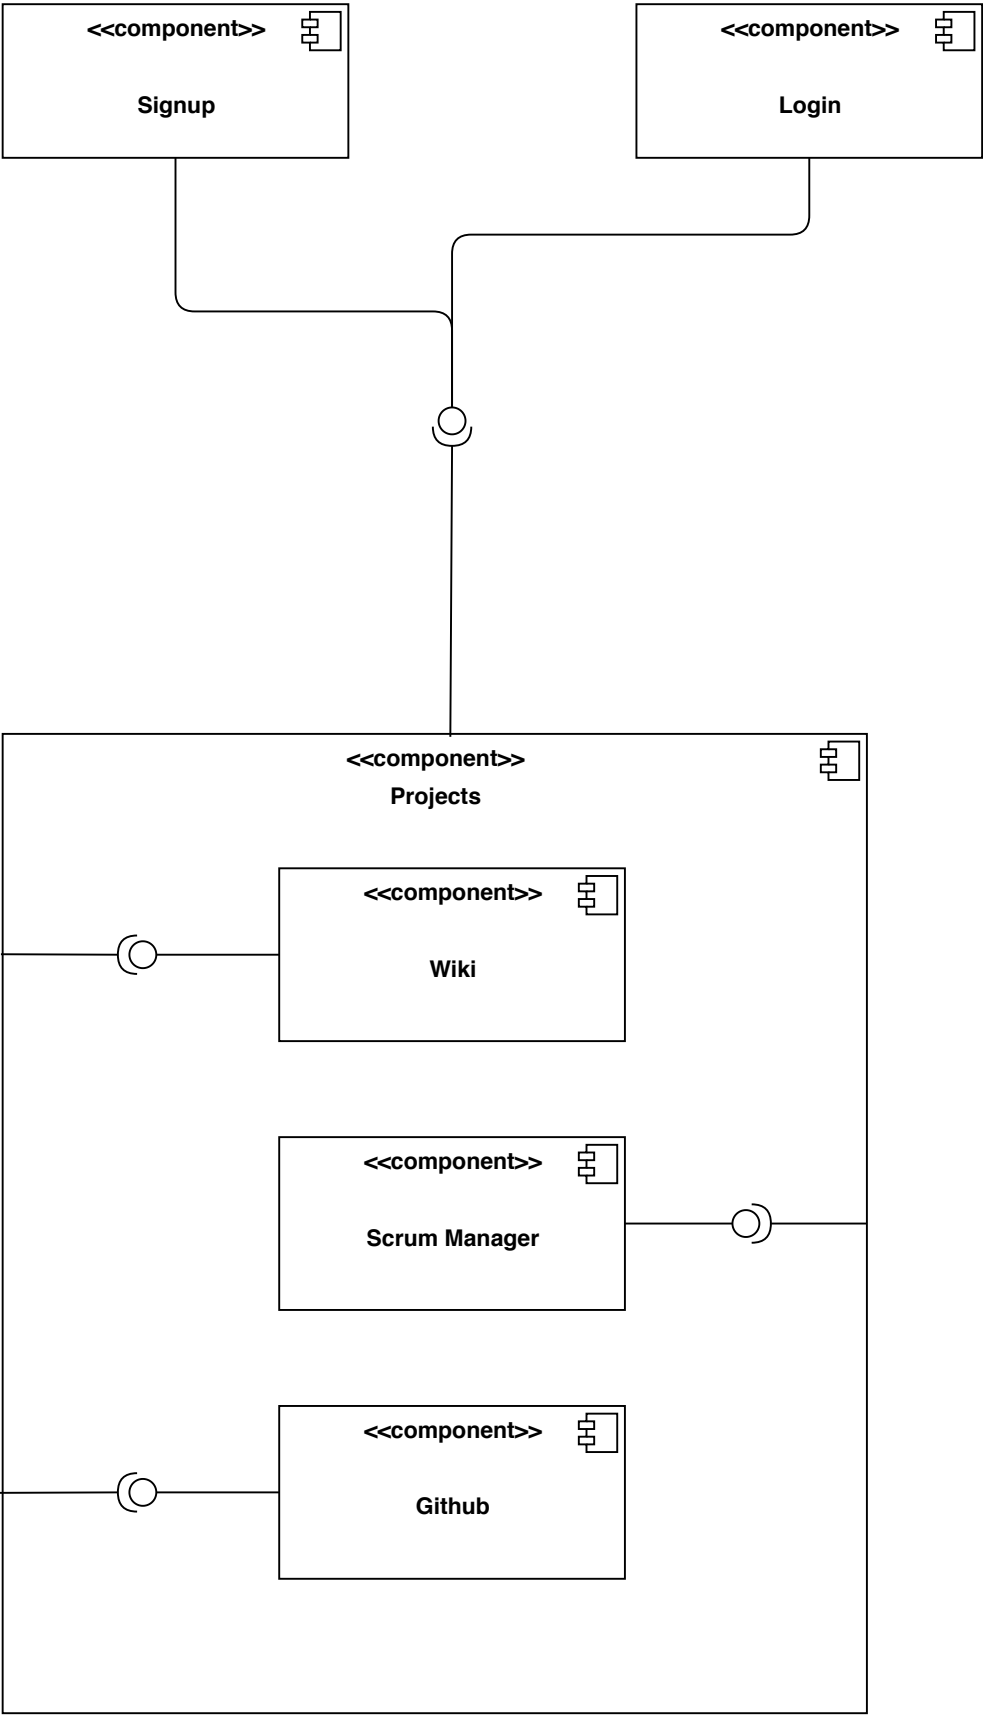 <<component>>
Signup
<<component>>
Login
<<component>>
Projects
<<component>>
Wiki
<<component>>
Scrum Manager
<<component>>
Github